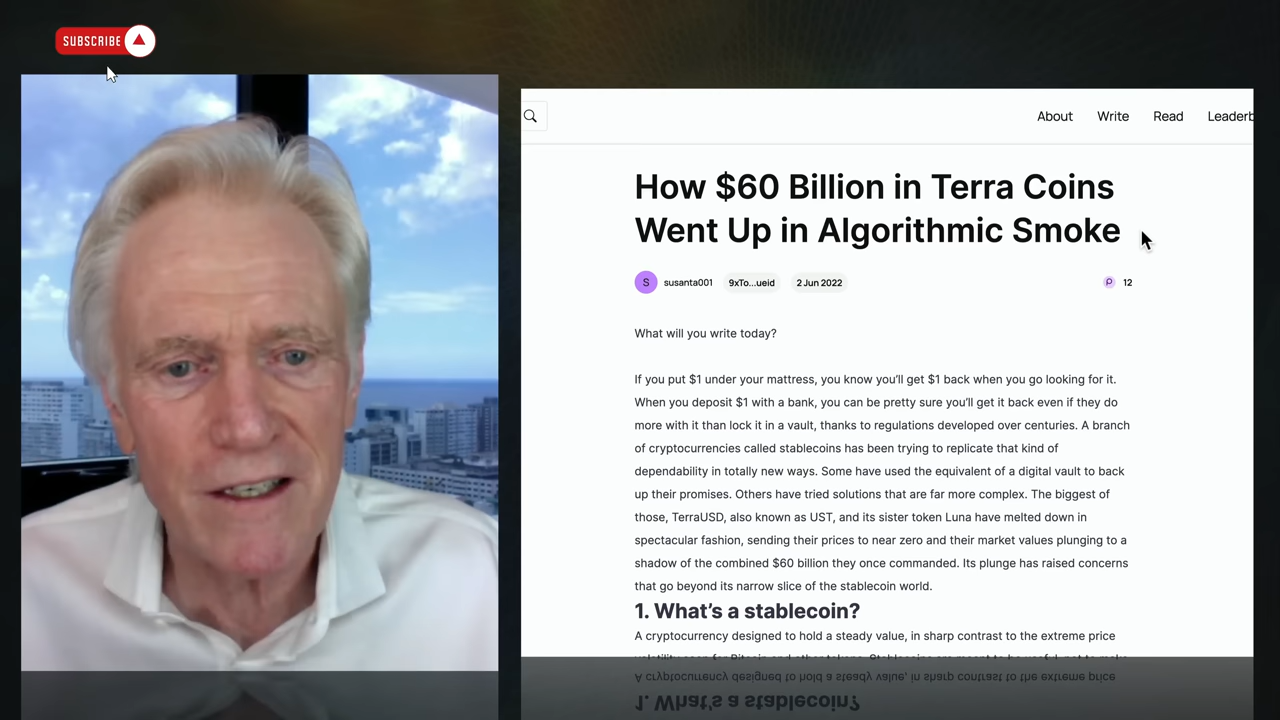 SUBSCRIBE
About Write Read Leaderb
How $60 Billion in Terra Coins
Went Up in Algorithmic Smoke
S susanta001 9xTo...ueid 2 Jun 2022 12
What will you write today?
If you put $1 under your mattress, you know you'll get $1 back when you go looking for it.
When you deposit $1 with a bank, you can be pretty sure you'll get it back even if they do
more with it than lock it in a vault, thanks to regulations developed over centuries. A branch
of cryptocurrencies called stablecoins has been trying to replicate that kind of
dependability in totally new ways. Some have used the equivalent of a digital vault to back
up their promises. Others have tried solutions that are far more complex. The biggest of
those, TerraUSD, also known as UST, and its sister token Luna have melted down in
spectacular fashion, sending their prices to near zero and their market values plunging to a
shadow of the combined $60 billion they once commanded. Its plunge has raised concerns
that go beyond its narrow slice of the stablecoin world.
1. What's a stablecoin?
A cryptocurrency designed to hold a steady value, in sharp contrast to the extreme price